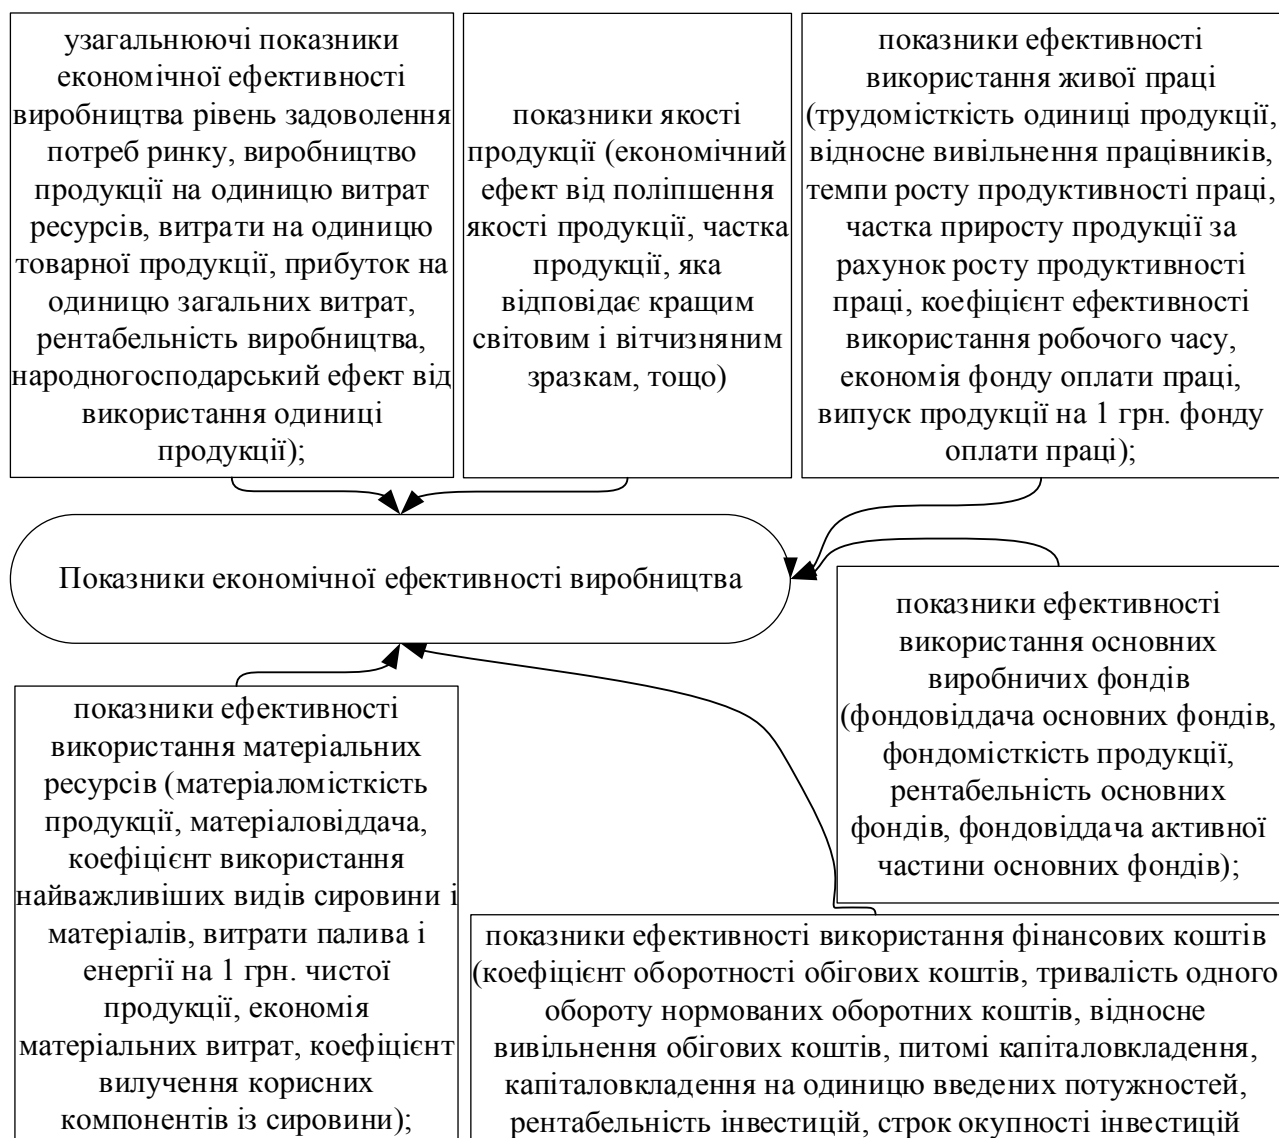 узагальнюючі показники
економічної ефективності
виробництва рівень задоволення
потреб ринку, виробництво
продукції на одиницю витрат
ресурсів, витрати на одиницю
товарної продукції, прибуток на
одиницю загальних витрат,
рентабельність виробництва,
народногосподарський ефект від
використання одиниці
продукції);
показники якості
продукції (економічний
ефект від поліпшення
якості продукції, частка
продукції, яка
відповідає кращим
світовим і вітчизняним
зразкам, тощо)
показники ефективності
використання живої праці
(трудомісткість одиниці продукції,
відносне вивільнення працівників,
темпи росту продуктивності праці,
частка приросту продукції за
рахунок росту продуктивності
праці, коефіцієнт ефективності
використання робочого часу,
економія фонду оплати праці,
випуск продукції на 1 грн. фонду
оплати праці);
Показники економічної ефективності виробництва
показники ефективності
використання основних
виробничих фондів
(фондовіддача основних фондів,
фондомісткість продукції,
рентабельність основних
фондів, фондовіддача активної
частини основних фондів);
показники ефективності
використання матеріальних
ресурсів (матеріаломісткість
продукції, матеріаловіддача,
коефіцієнт використання
найважливіших видів сировини і
матеріалів, витрати палива і
енергії на 1 грн. чистої
продукції, економія
матеріальних витрат, коефіцієнт
вилучення корисних
компонентів із сировини);
показники ефективності використання фінансових коштів
(коефіцієнт оборотності обігових коштів, тривалість одного
обороту нормованих оборотних коштів, відносне
вивільнення обігових коштів, питомі капіталовкладення,
капіталовкладення на одиницю введених потужностей,
рентабельність інвестицій, строк окупності інвестицій